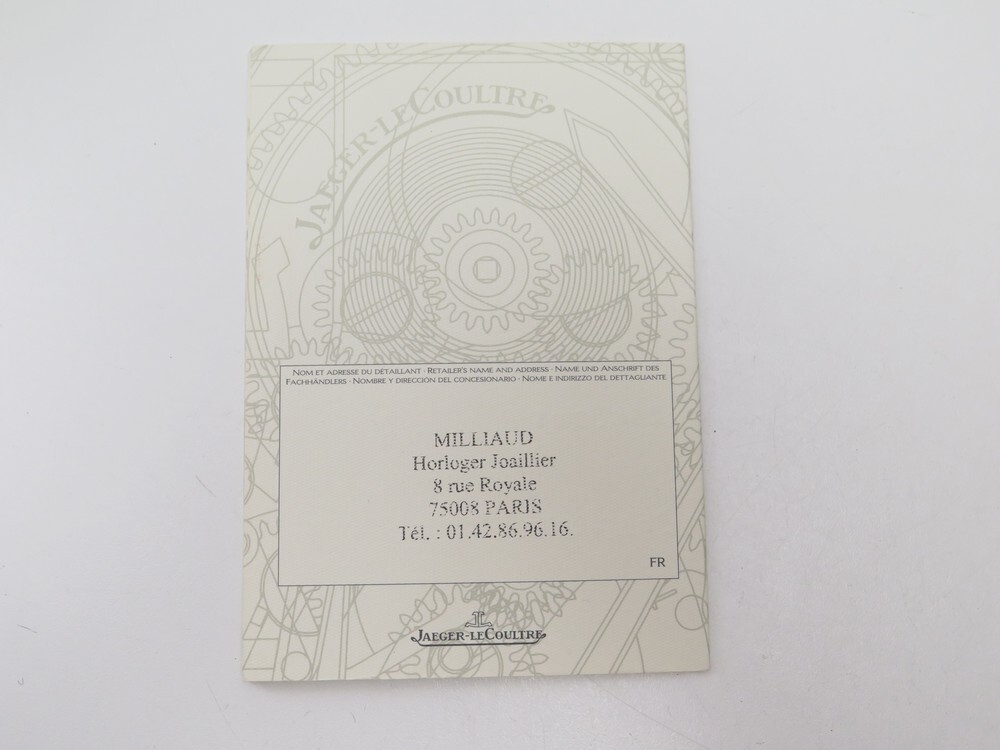 JAEGER-LECOULTRE
NOM ET ADRESSE DU DÉTAILLANT · RETAILER'S NAME AND ADDRESS · NAME UND ANSCHRIFT DES
FACHHÄNDLERS · NOMBRE Y DIRECCIÓN DEL CONCESIONARIO · NOME E INDIRIZZO DEL DETTAGLIANTE
MILLIAUD
Horloger Joaillier
8 rue Royale
75008 PARIS
Tél. : 01.42.86.96.16.
FR
JAEGER-LECOULTRE